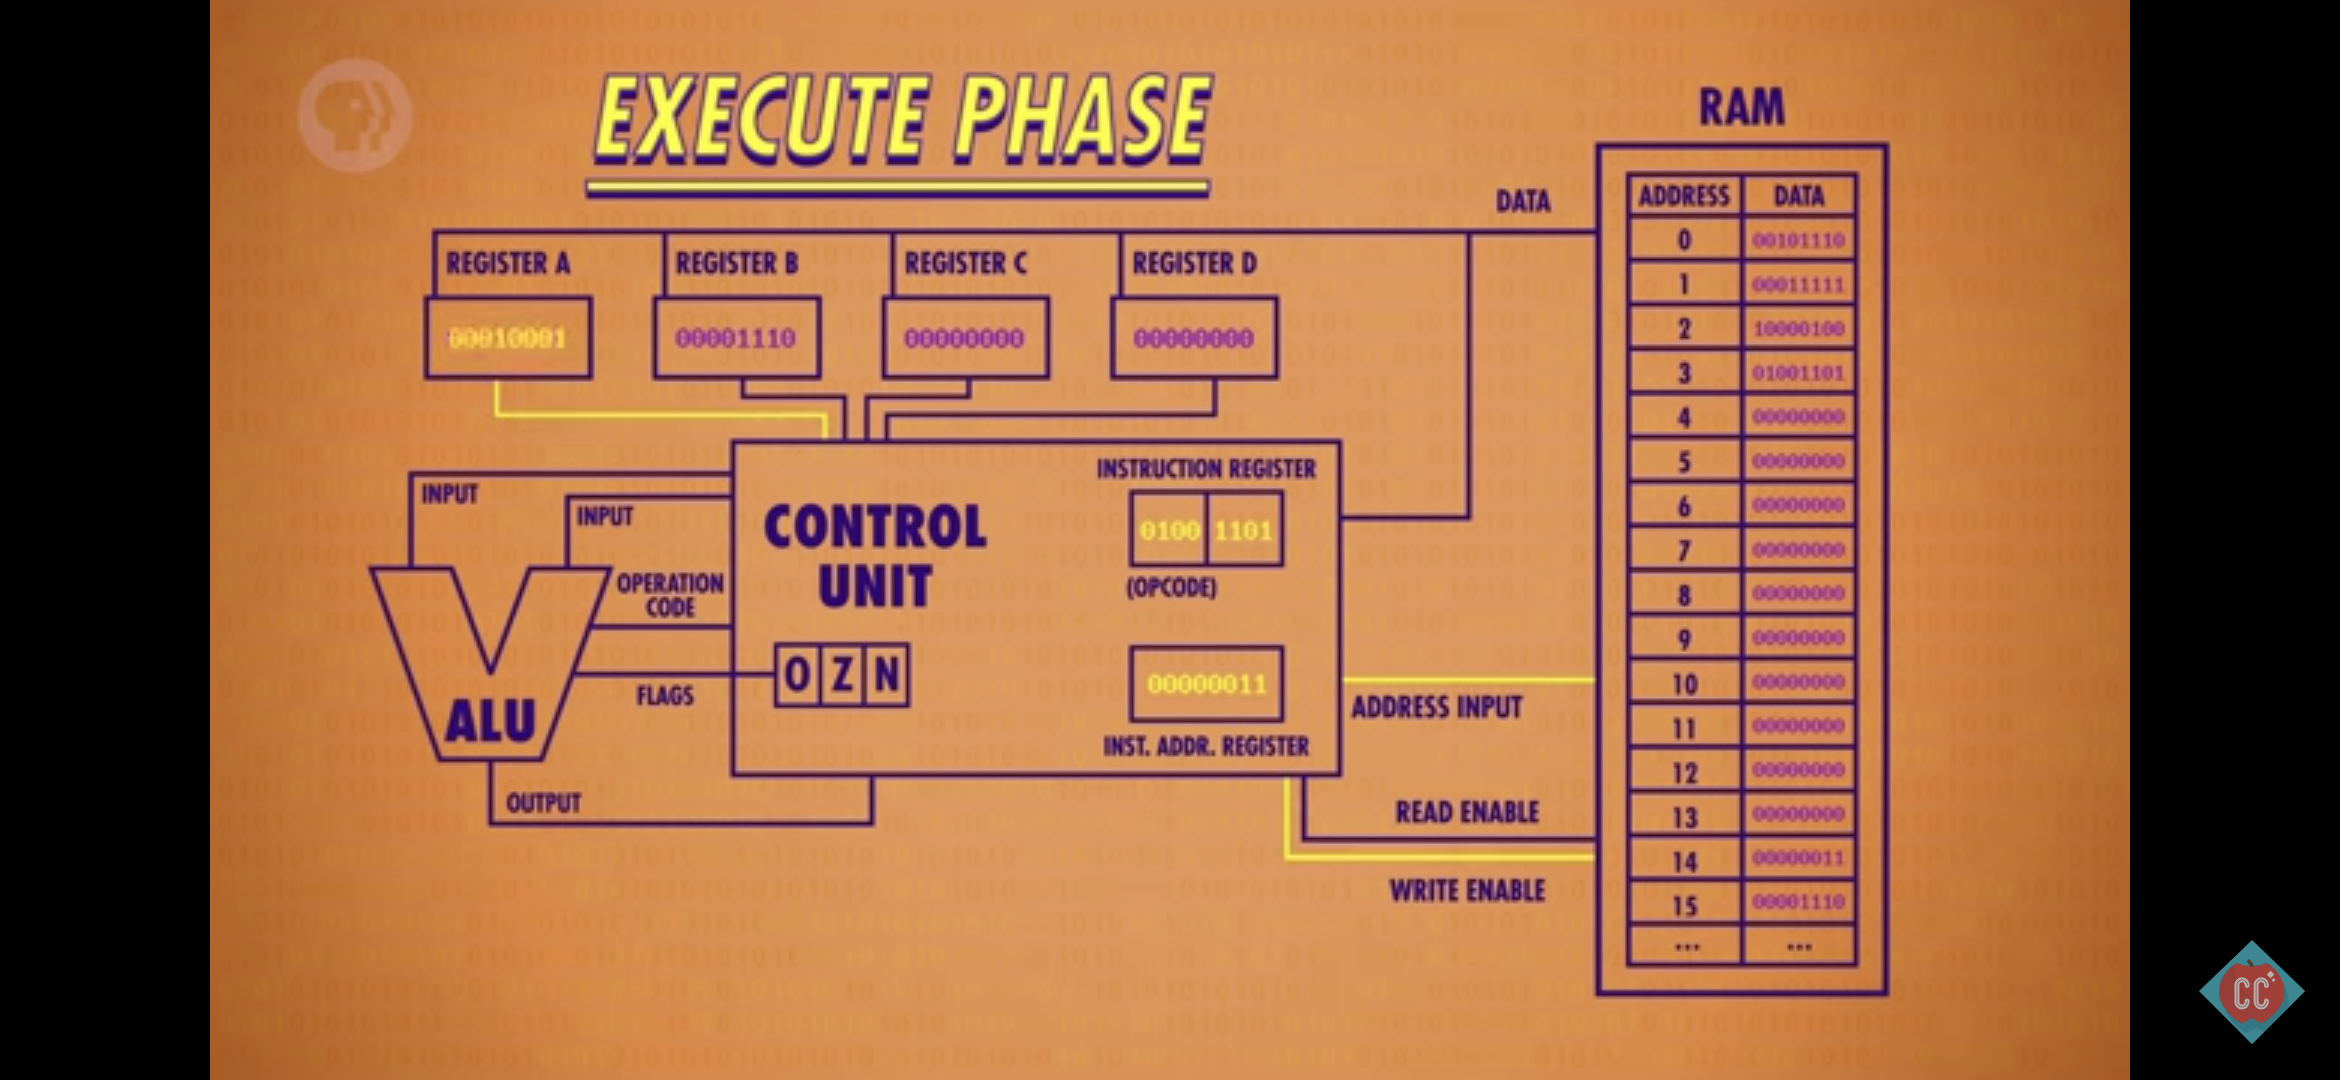 EXECUTE PHASE
RAM
DATA
ADDRESS DATA
0 00101110
1 00011111
2 10000100
3 01001101
4 00000000
5 00000000
6 00000000
7 00000000
8 00000000
9 00000000
10 00000000
11 00000000
12 00000000
13 00000000
14 00000011
15 00001110
... ...
REGISTER A
00010001
REGISTER B
00001110
REGISTER C
00000000
REGISTER D
00000000
INPUT
INPUT
OPERATION
CODE
FLAGS
ALU
OUTPUT
CONTROL
UNIT
O Z N
INSTRUCTION REGISTER
0100 1101
(OPCODE)
00000011
INST. ADDR. REGISTER
ADDRESS INPUT
READ ENABLE
WRITE ENABLE
CC